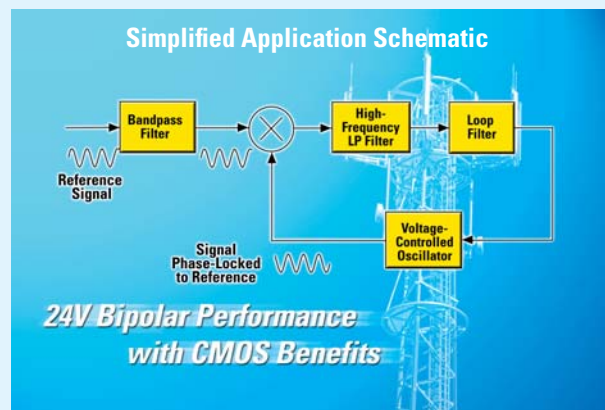 Simplified Application Schematic
Bandpass
Filter
High-
Frequency
LP Filter
Loop
Filter
Reference
Signal
Voltage-
Controlled
Oscillator
Signal
Phase-Locked
to Reference
24V Bipolar Performance
with CMOS Benefits